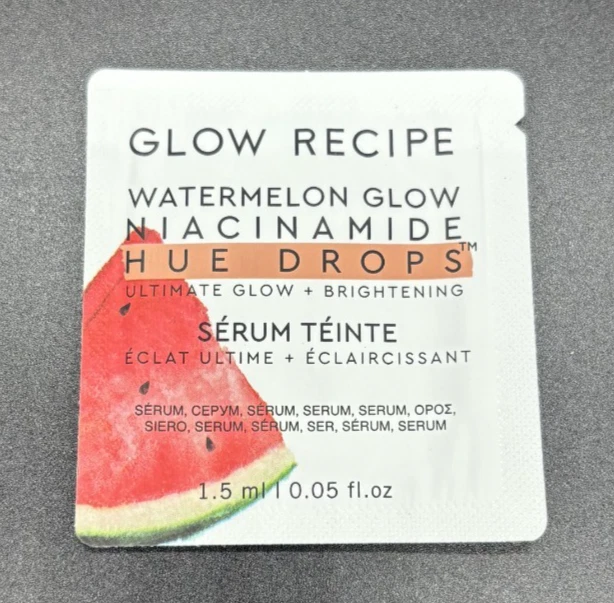 GLOW RECIPE
WATERMELON GLOW
NIACINAMIDE
HUE DROPS™
ULTIMATE GLOW + BRIGHTENING
SÉRUM TÉINTE
ÉCLAT ULTIME + ÉCLAIRCISSANT
SÉRUM, СЕРУМ, SÉRUM, SERUM, SERUM, ΟΡΟΣ,
SIERO, SERUM, SÉRUM, SER, SÉRUM, SERUM
1.5 ml | 0.05 fl.oz